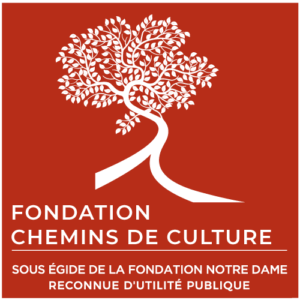 FONDATION
CHEMINS DE CULTURE
SOUS ÉGIDE DE LA FONDATION NOTRE DAME
RECONNUE D'UTILITÉ PUBLIQUE